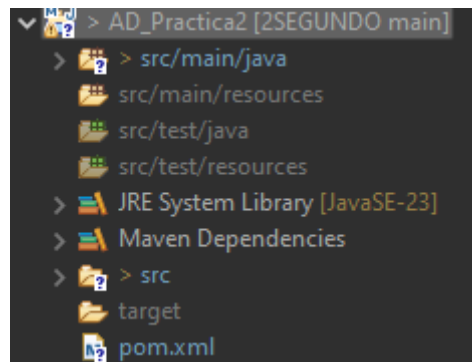 > AD_Practica2 [2SEGUNDO main]
> src/main/java
src/main/resources
src/test/java
src/test/resources
JRE System Library [JavaSE-23]
Maven Dependencies
> src
target
pom.xml